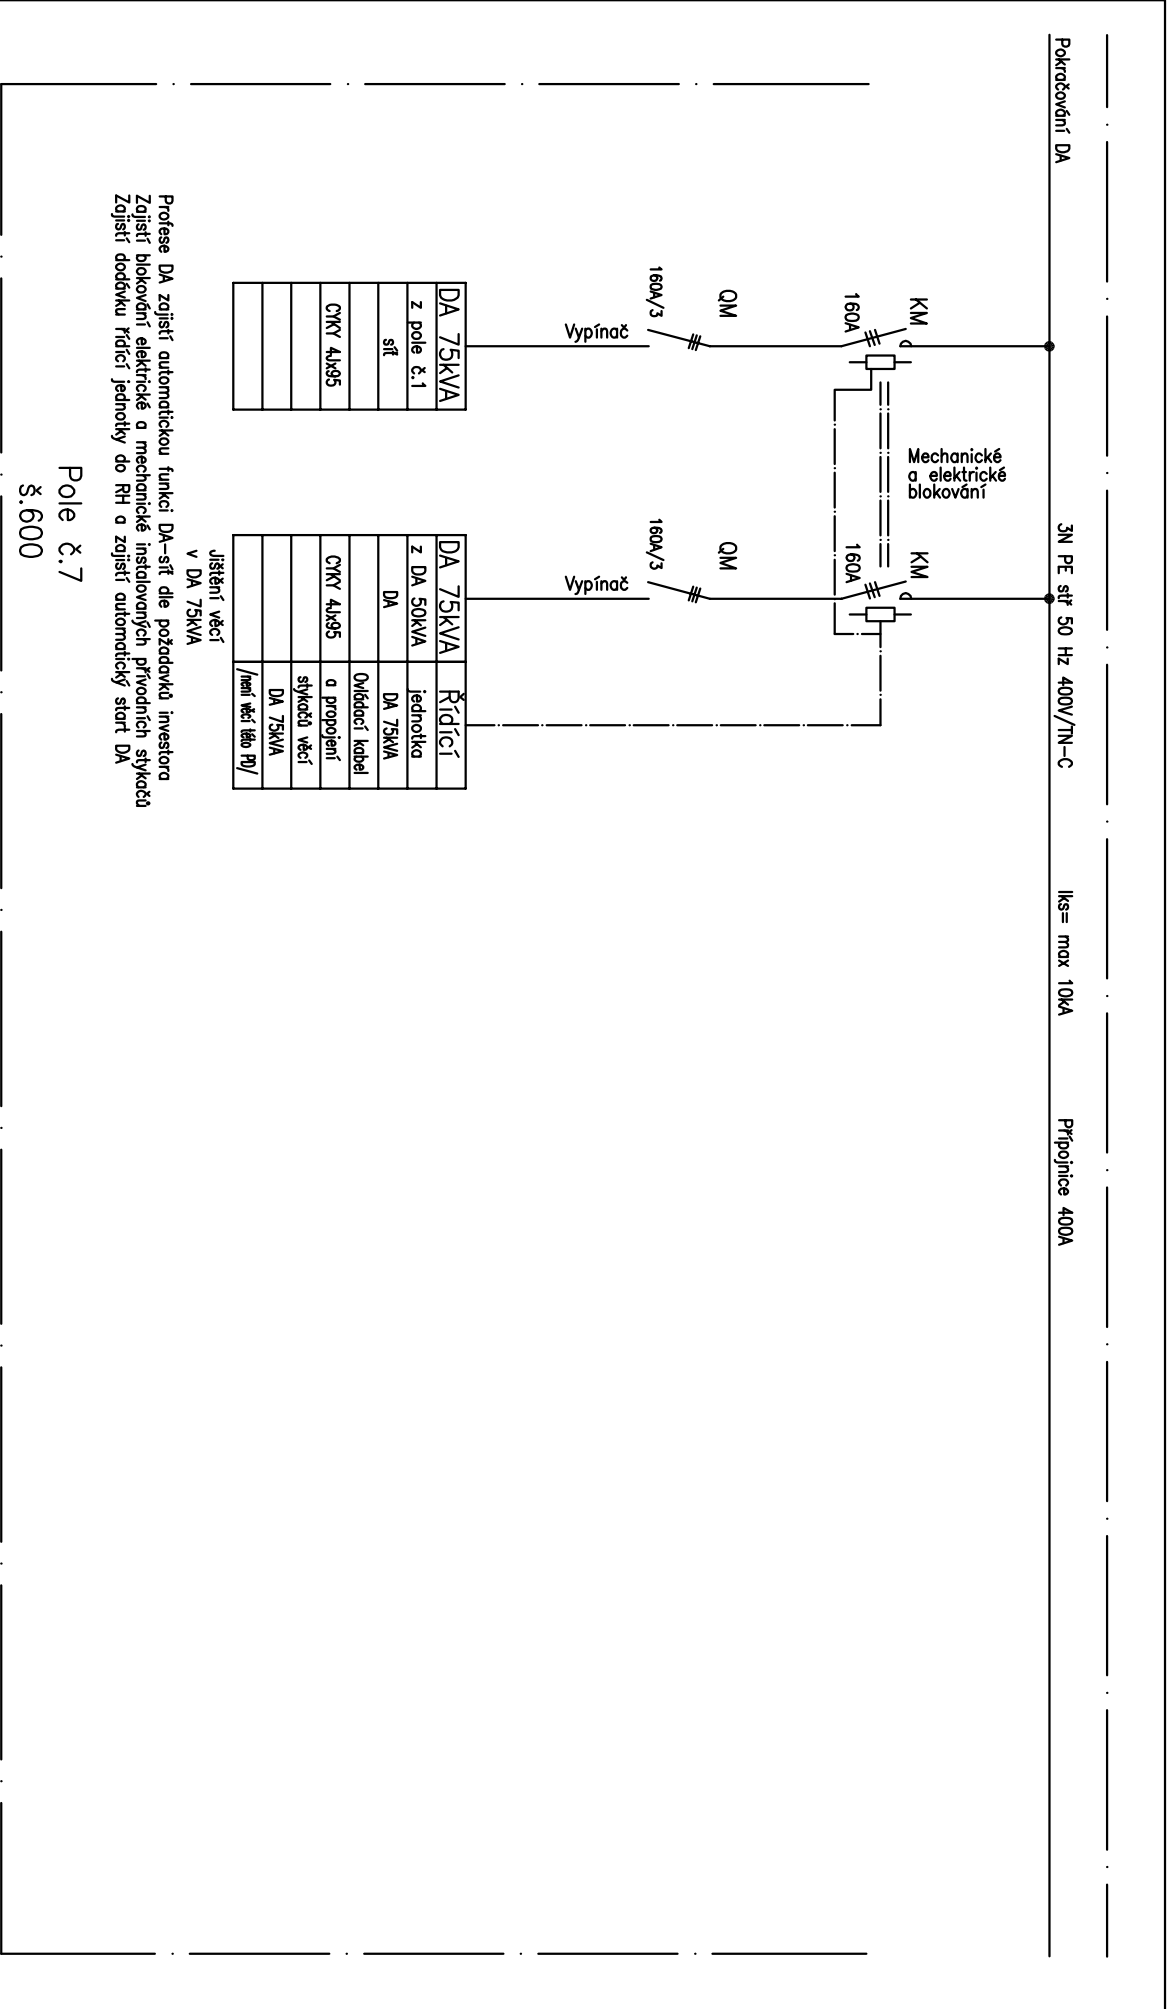 Pokračování DA
3N PE stř 50 Hz 400V/TN-C
Iks= max 10kA
Přípojnice 400A
KM
160A
KM
160A
Mechanické
a elektrické
blokování
QM
160A/3
QM
160A/3
Vypínač
Vypínač
DA 75kVA
z pole č.1
síť
CYKY 4Jx95
DA 75kVA
z DA 50kVA
DA
CYKY 4Jx95
Řídící
jednotka
DA 75kVA
Ovládací kabel
a propojení
stykačů věcí
DA 75kVA
/není věcí této PD/
Jištění věcí
v DA 75kVA
Profese DA zajistí automatickou funkci DA-síť dle požadavků investora
Zajistí blokování elektrické a mechanické instalovaných přívodních stykačů
Zajistí dodávku řídící jednotky do RH a zajistí automatický start DA
Pole č.7
š.600